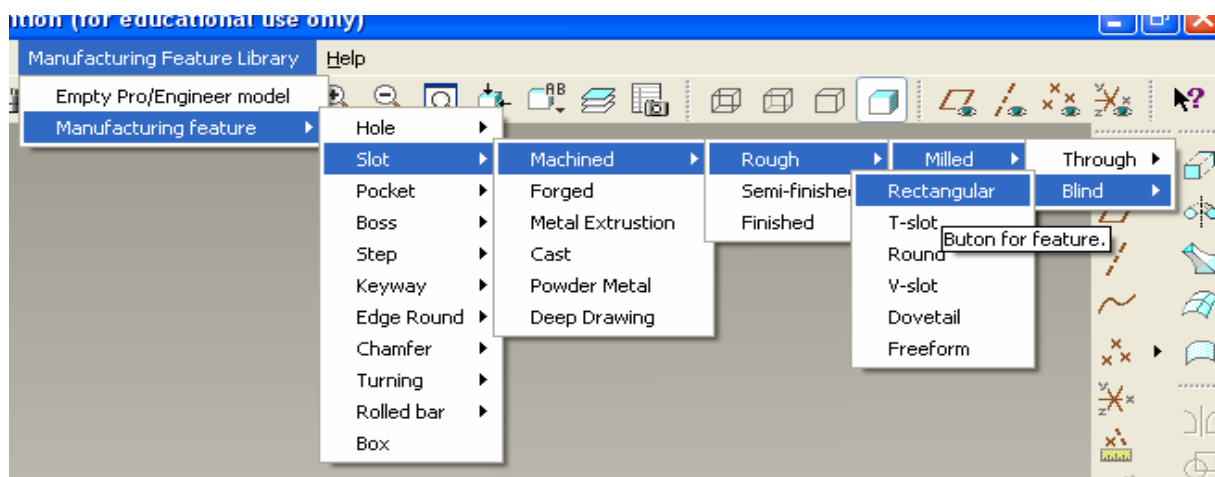 ition (for educational use only)
Manufacturing Feature Library Help
Empty Pro/Engineer model
Manufacturing feature
Hole
Slot
Pocket
Boss
Step
Keyway
Edge Round
Chamfer
Turning
Rolled bar
Box
Machined
Forged
Metal Extrustion
Cast
Powder Metal
Deep Drawing
Rough
Semi-finishe
Finished
Milled
Through
Blind
Rectangular
T-slot
Round
V-slot
Dovetail
Freeform
Buton for feature.